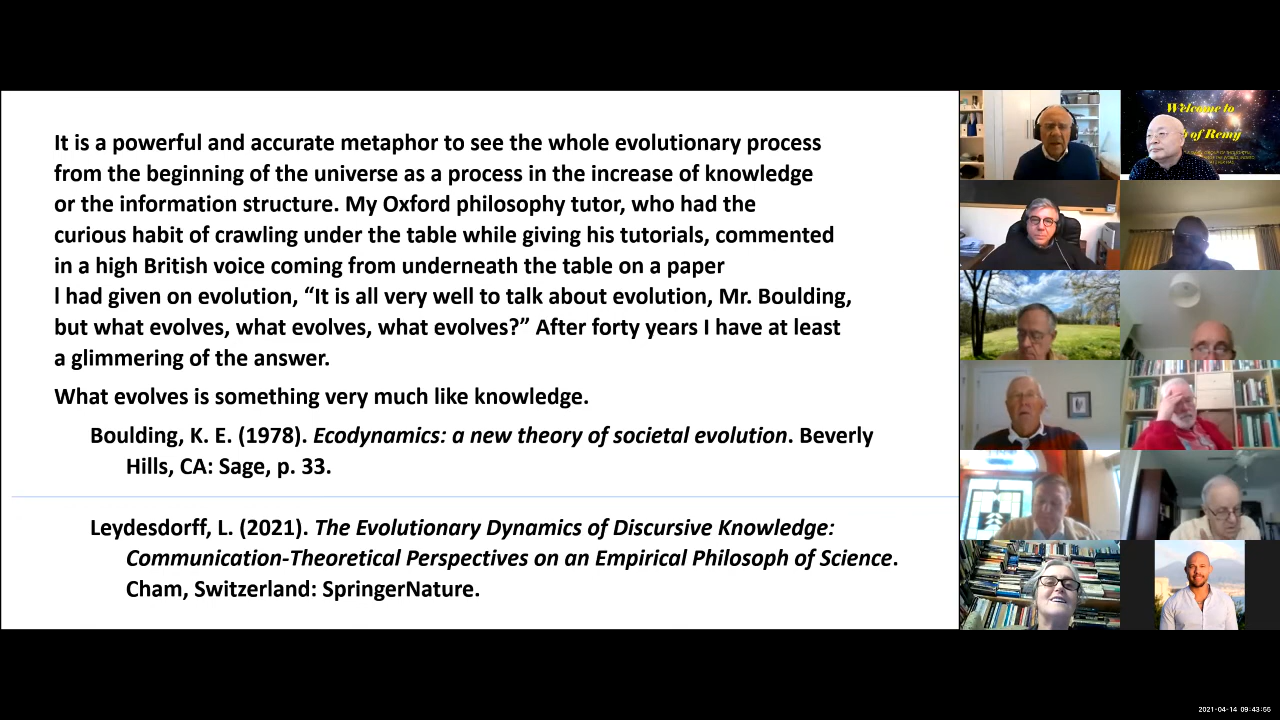 It is a powerful and accurate metaphor to see the whole evolutionary process
from the beginning of the universe as a process in the increase of knowledge
or the information structure. My Oxford philosophy tutor, who had the
curious habit of crawling under the table while giving his tutorials, commented
in a high British voice coming from underneath the table on a paper
I had given on evolution, “It is all very well to talk about evolution, Mr. Boulding,
but what evolves, what evolves, what evolves?” After forty years I have at least
a glimmering of the answer.
What evolves is something very much like knowledge.
Boulding, K. E. (1978). Ecodynamics: a new theory of societal evolution. Beverly
Hills, CA: Sage, p. 33.
Leydesdorff, L. (2021). The Evolutionary Dynamics of Discursive Knowledge:
Communication-Theoretical Perspectives on an Empirical Philosoph of Science.
Cham, Switzerland: SpringerNature.
Welcome to
of Remy
2021-04-14 09:43:56